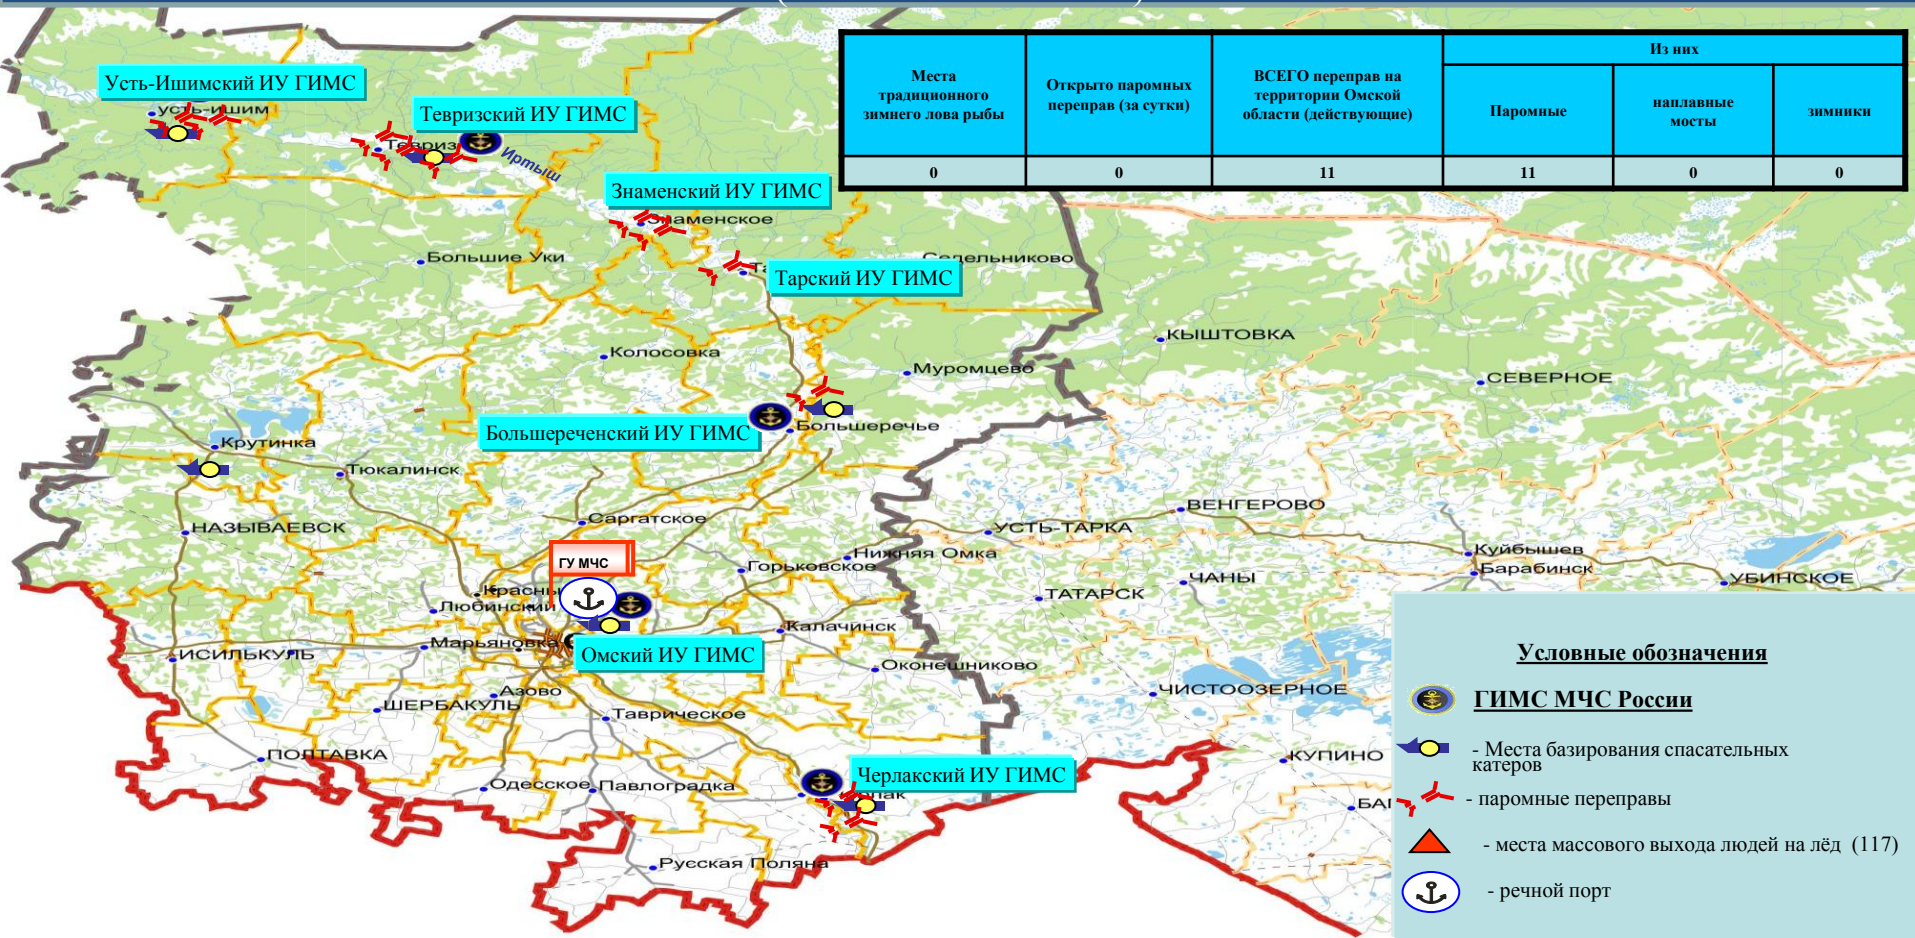 Усть-Ишимский ИУ ГИМС
усть-ишим
Тевризский ИУ ГИМС
Тевриз
Иртыш
Места
традиционного
зимнего лова рыбы
Открыто паромных
переправ (за сутки)
ВСЕГО переправ на
территории Омской
области (действующие)
Из них
Паромные
наплавные
мосты
зимники
0
0
11
11
0
0
Знаменский ИУ ГИМС
Знаменское
Большие Уки
Седельниково
Тарский ИУ ГИМС
КЫШТОВКА
Колосовка
Муромцево
СЕВЕРНОЕ
Большереченский ИУ ГИМС
Большеречье
Крутинка
Тюкалинск
НАЗЫВАЕВСК
Саргатское
ВЕНГЕРОВО
УСТЬ-ТАРКА
Нижняя Омка
Горьковское
Куйбышев
Барабинск
ЧАНЫ
УБИНСКОЕ
ТАТАРСК
ГУ МЧС
Красны
Любинский
Марьяновка
Калачинск
ИСИЛЬКУЛЬ
Омский ИУ ГИМС
Оконешниково
Азово
ШЕРБАКУЛЬ
Таврическое
ЧИСТООЗЕРНОЕ
ПОЛТАВКА
КУПИНО
Одесское
Павлоградка
Черлакский ИУ ГИМС
лак
БАГ
Русская Поляна
Условные обозначения
ГИМС МЧС России
- Места базирования спасательных
катеров
- паромные переправы
- места массового выхода людей на лёд (117)
- речной порт